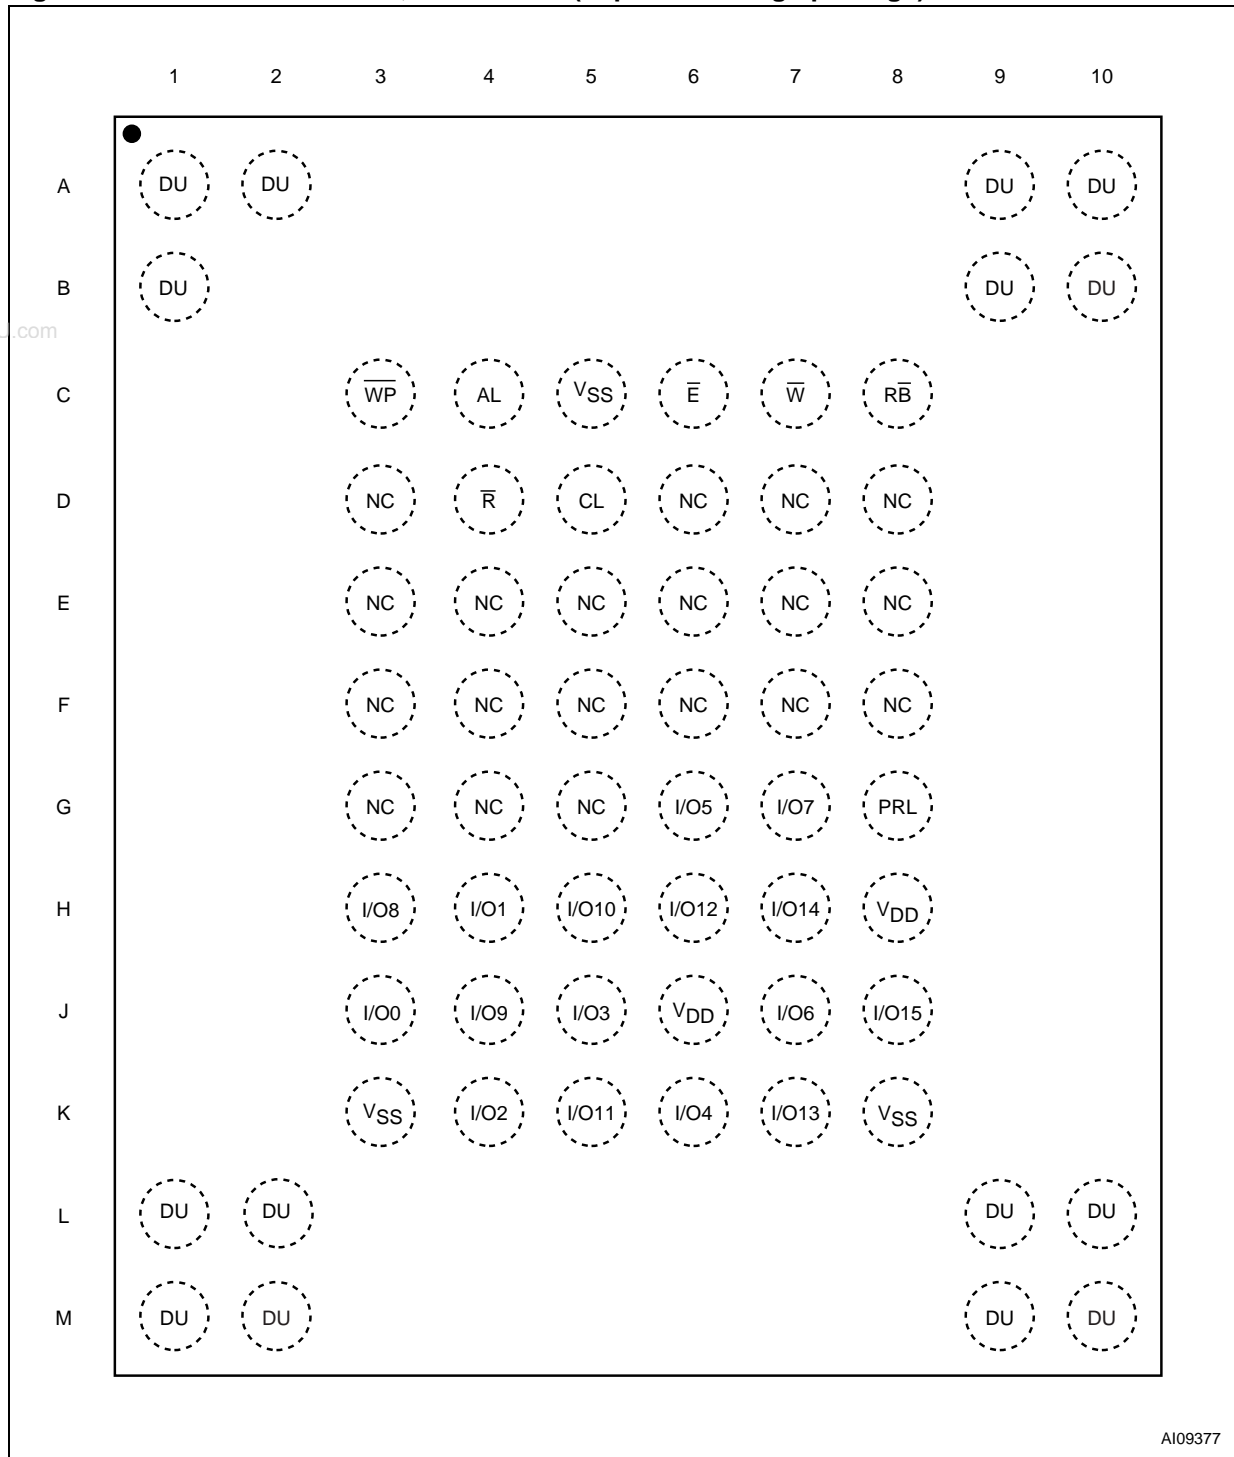 1 2 3 4 5 6 7 8 9 10
A DU DU DU DU
B DU DU DU
.com
C W̅P̅ AL VSS E̅ W̅ RB̅
D NC R̅ CL NC NC NC
E NC NC NC NC NC NC
F NC NC NC NC NC NC
G NC NC NC I/O5 I/O7 PRL
H I/O8 I/O1 I/O10 I/O12 I/O14 VDD
J I/O0 I/O9 I/O3 VDD I/O6 I/O15
K VSS I/O2 I/O11 I/O4 I/O13 VSS
L DU DU DU DU
M DU DU DU DU
AI09377